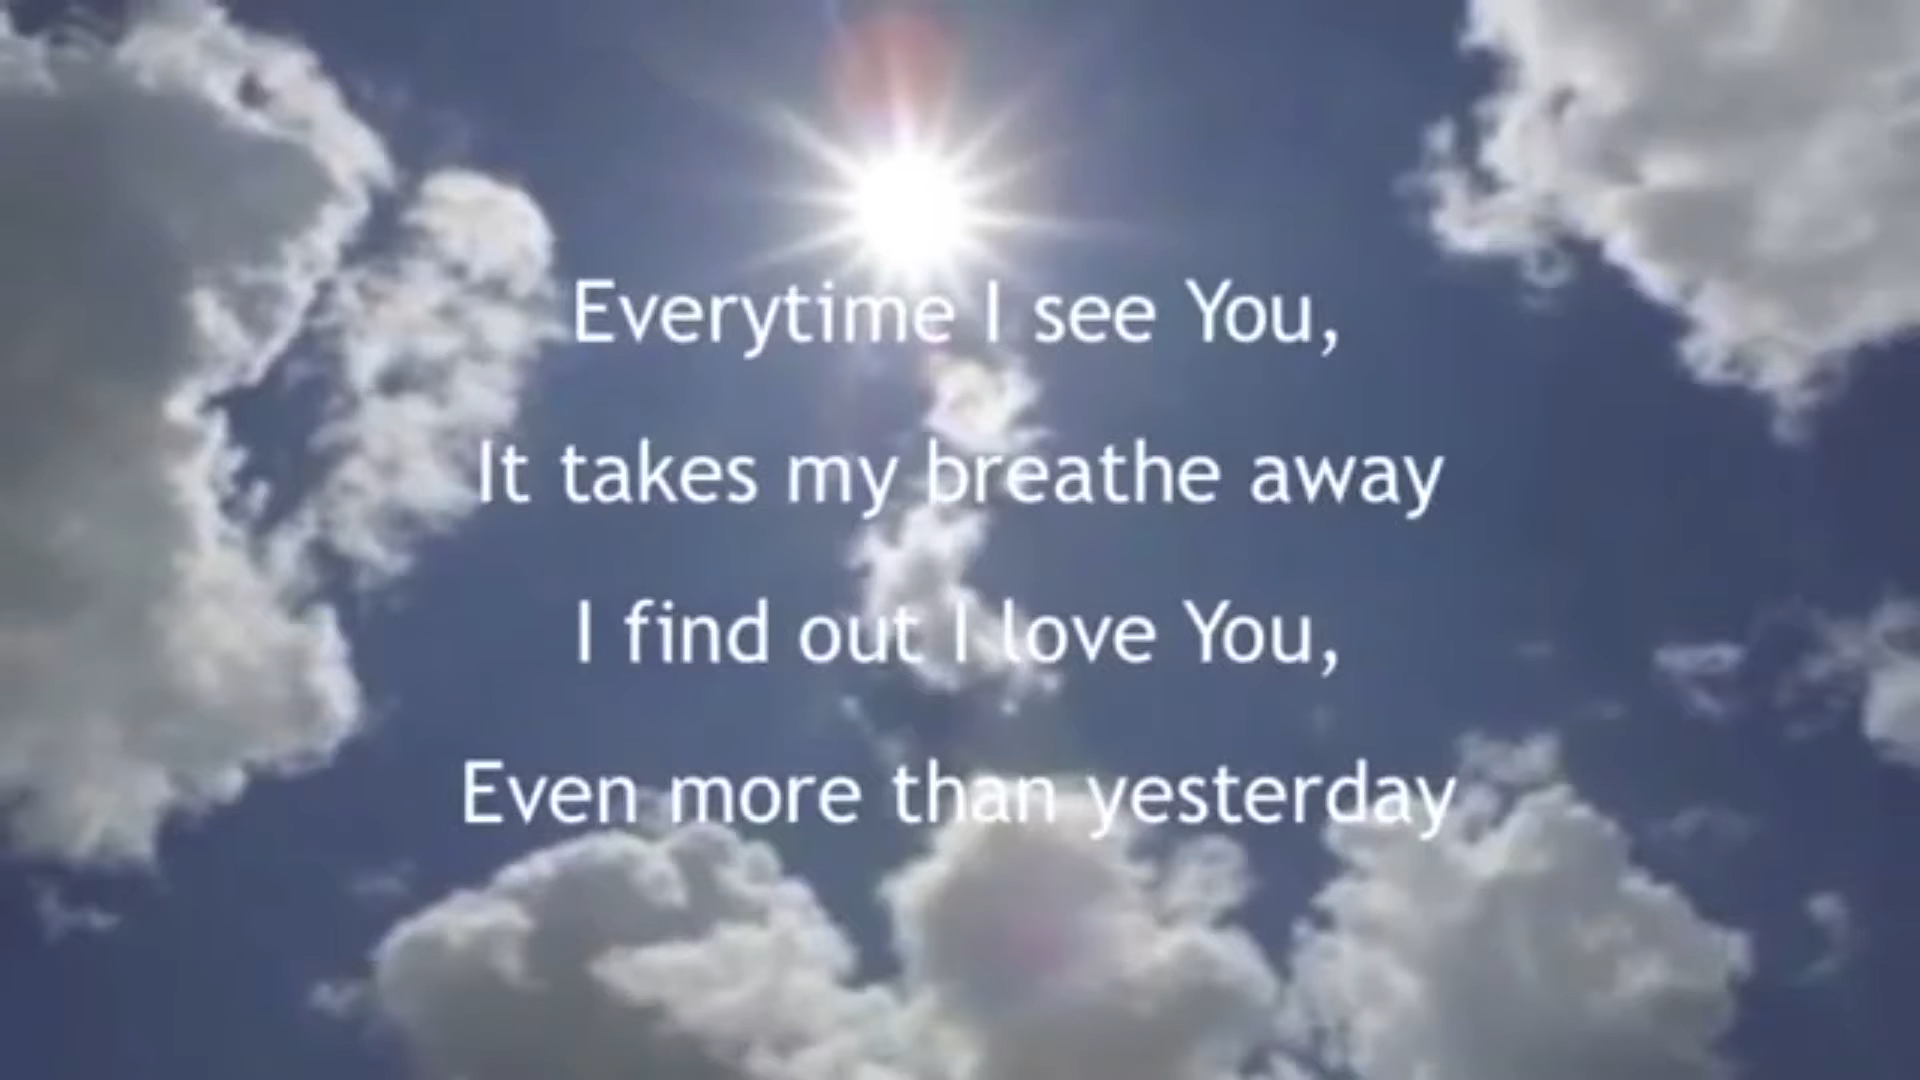 Everytime I see You,
It takes my breathe away
I find out I love You,
Even more than yesterday